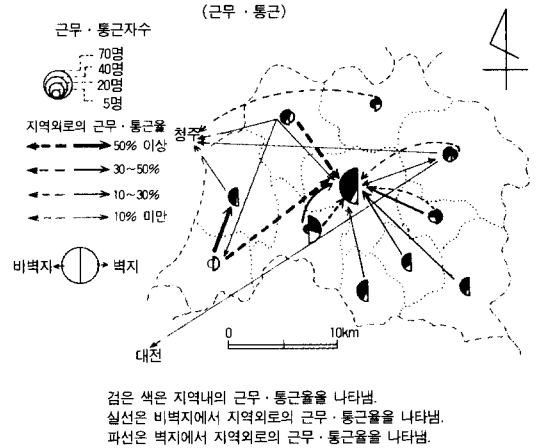 (근무·통근)
근무·통근자수
70명
40명
20명
5명
지역외로의 근무·통근율
50% 이상
30~50%
10~30%
10% 미만
비벽지 벽지
청주
대전
0 10km
검은 색은 지역내의 근무·통근율을 나타냄.
실선은 비벽지에서 지역외로의 근무·통근율을 나타냄.
파선은 벽지에서 지역외로의 근무·통근율을 나타냄.